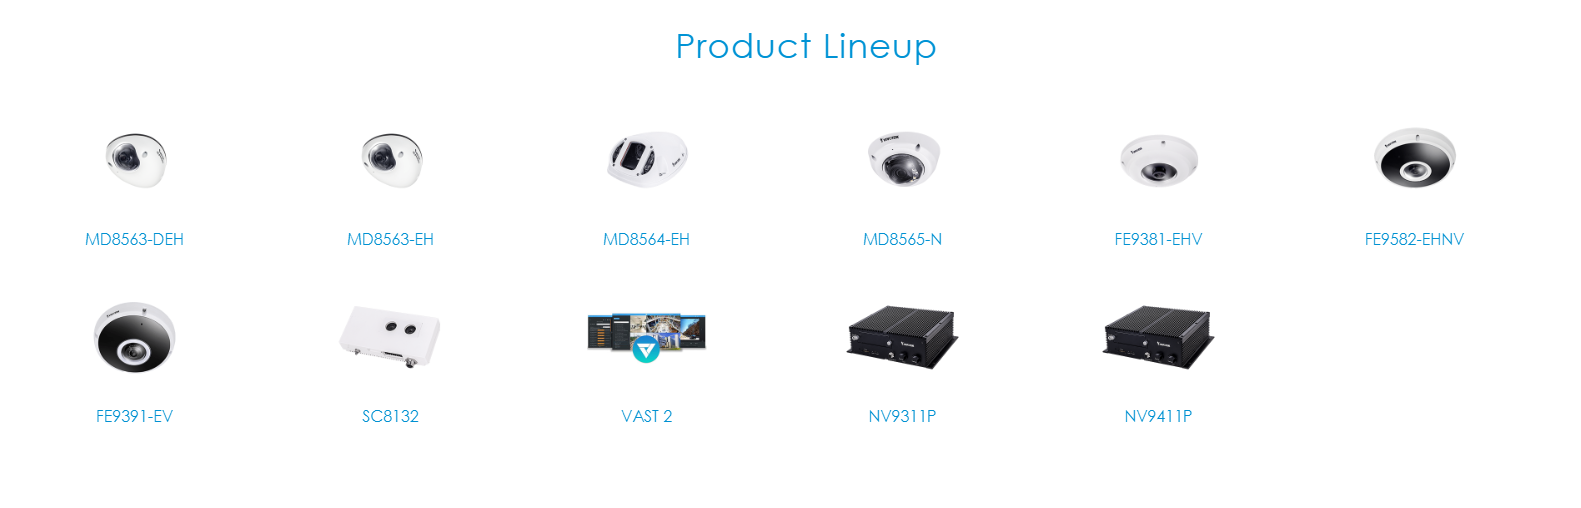 Product Lineup
MD8563-DEH
MD8563-EH
MD8564-EH
MD8565-N
FE9381-EHV
FE9582-EHNV
FE9391-EV
SC8132
VAST 2
NV9311P
NV9411P